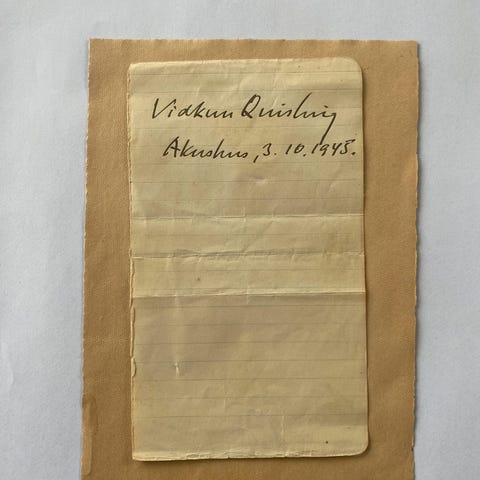 Vidkun Quisling
Akershus, 3. 10. 1945.